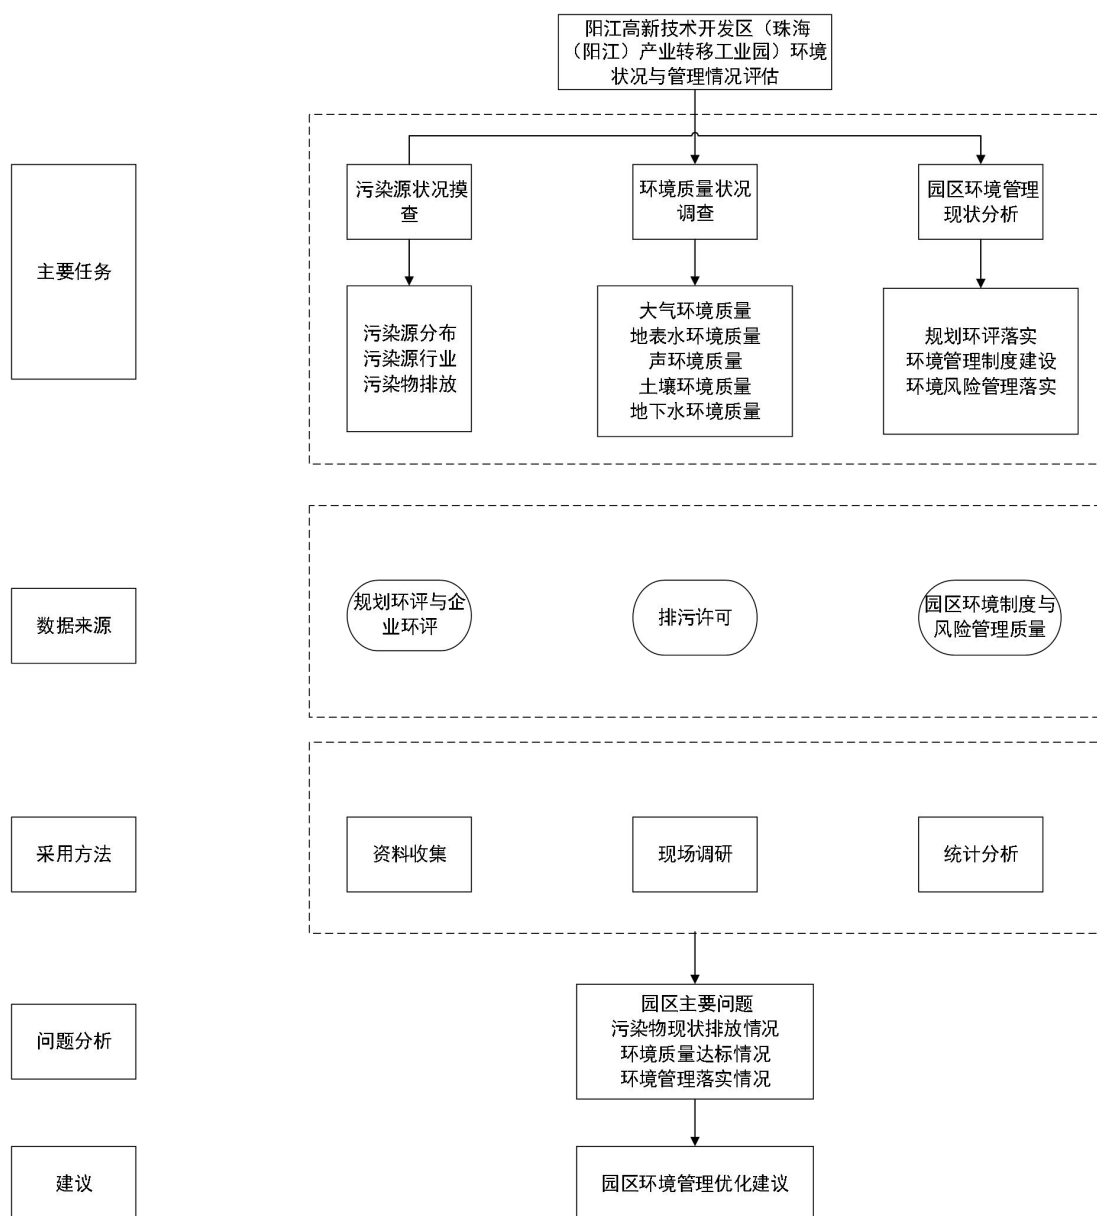 阳江高新技术开发区（珠海
（阳江）产业转移工业园）环境
状况与管理情况评估
主要任务
污染源状况摸
查
环境质量状况
调查
园区环境管理
现状分析
污染源分布
污染源行业
污染物排放
大气环境质量
地表水环境质量
声环境质量
土壤环境质量
地下水环境质量
规划环评落实
环境管理制度建设
环境风险管理落实
数据来源
规划环评与企
业环评
排污许可
园区环境制度与
风险管理质量
采用方法
资料收集
现场调研
统计分析
问题分析
园区主要问题
污染物现状排放情况
环境质量达标情况
环境管理落实情况
建议
园区环境管理优化建议